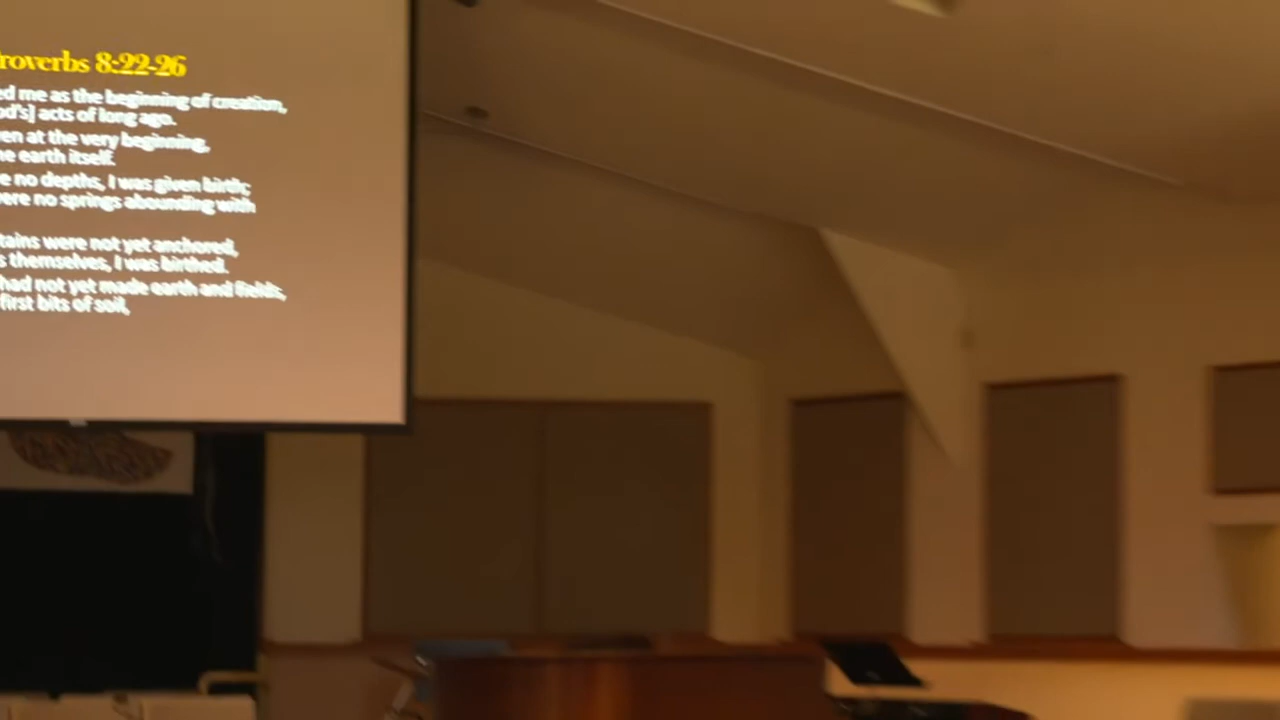 roverbs 8:22-26
ed me as the beginning of creation,
od's] acts of long ago.
en at the very beginning,
he earth itself.
e no depths, I was given birth;
were no springs abounding with
tains were not yet anchored,
s themselves, I was birthed.
had not yet made earth and fields,
first bits of soil,